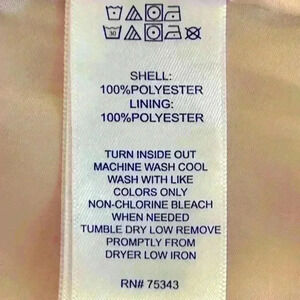 SHELL:
100%POLYESTER
LINING:
100%POLYESTER
TURN INSIDE OUT
MACHINE WASH COOL
WASH WITH LIKE
COLORS ONLY
NON-CHLORINE BLEACH
WHEN NEEDED
TUMBLE DRY LOW REMOVE
PROMPTLY FROM
DRYER LOW IRON
RN# 75343